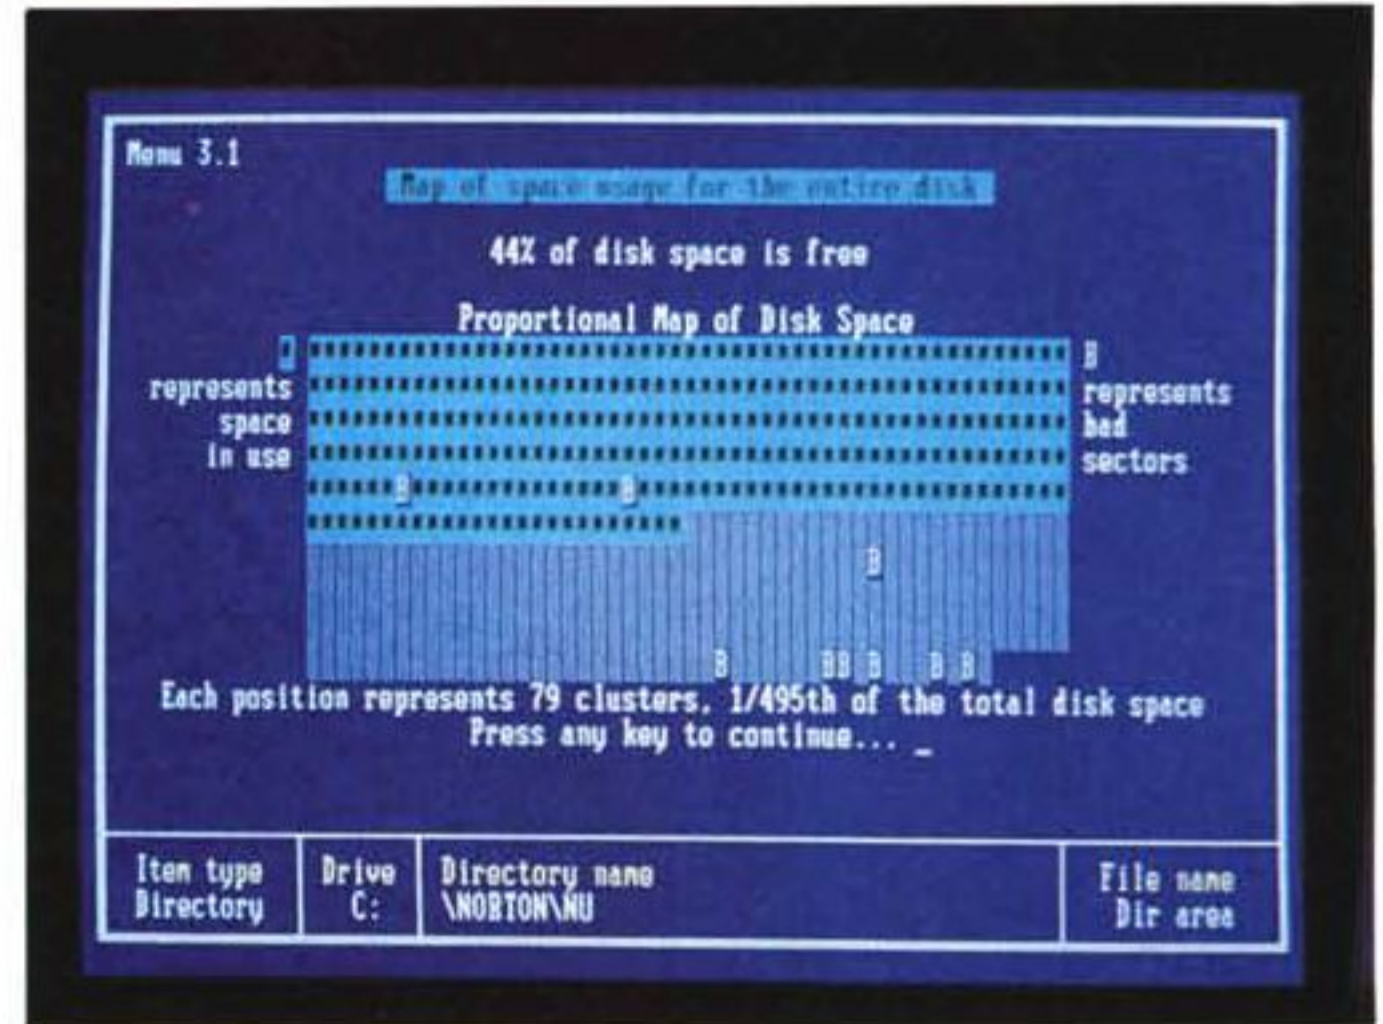 Menu 3.1
Map of space usage for the entire disk
44% of disk space is free
Proportional Map of Disk Space
B
represents
space
in use
represents
bad
sectors
B B
B
B BB B B B
Each position represents 79 clusters, 1/495th of the total disk space
Press any key to continue... _
Item type
Directory
Drive
C:
Directory name
\NORTON\NU
File name
Dir area